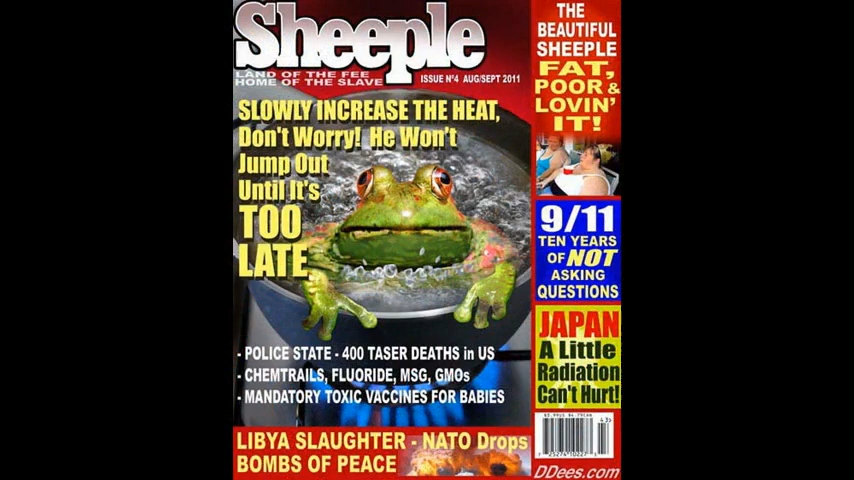 Sheeple
LAND OF THE FEE
HOME OF THE SLAVE
ISSUE Nº4 AUG/SEPT 2011
SLOWLY INCREASE THE HEAT,
Don't Worry! He Won't
Jump Out
Until It's
TOO
LATE
- POLICE STATE - 400 TASER DEATHS in US
- CHEMTRAILS, FLUORIDE, MSG, GMOs
- MANDATORY TOXIC VACCINES FOR BABIES
LIBYA SLAUGHTER - NATO Drops
BOMBS OF PEACE
THE
BEAUTIFUL
SHEEPLE
FAT,
POOR &
LOVIN'
IT!
9/11
TEN YEARS
OF NOT
ASKING
QUESTIONS
JAPAN
A Little
Radiation
Can't Hurt!
DDees.com